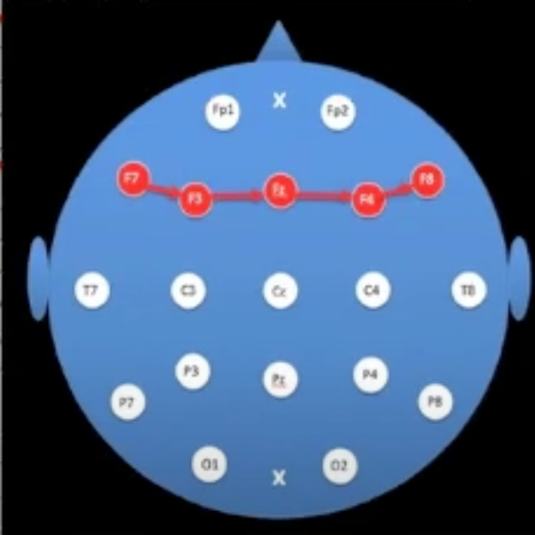 Fp1 X Fp2
F7 F3 Fz F4 F8
T7 C3 Cz C4 T8
P7 P3 Pz P4 P8
O1 X O2